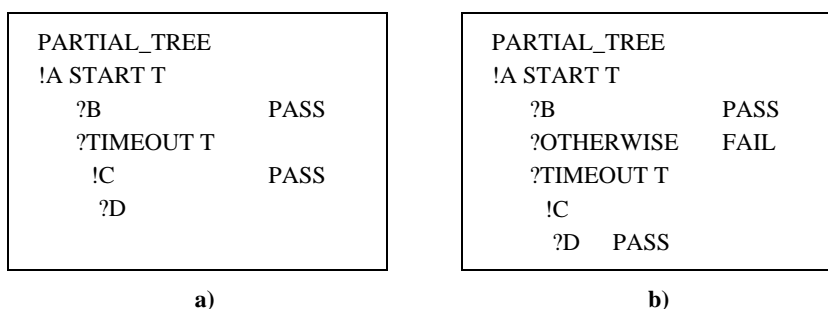 PARTIAL_TREE
!A START T
?B PASS
?TIMEOUT T
!C PASS
?D
a)
PARTIAL_TREE
!A START T
?B PASS
?OTHERWISE FAIL
?TIMEOUT T
!C
?D PASS
b)